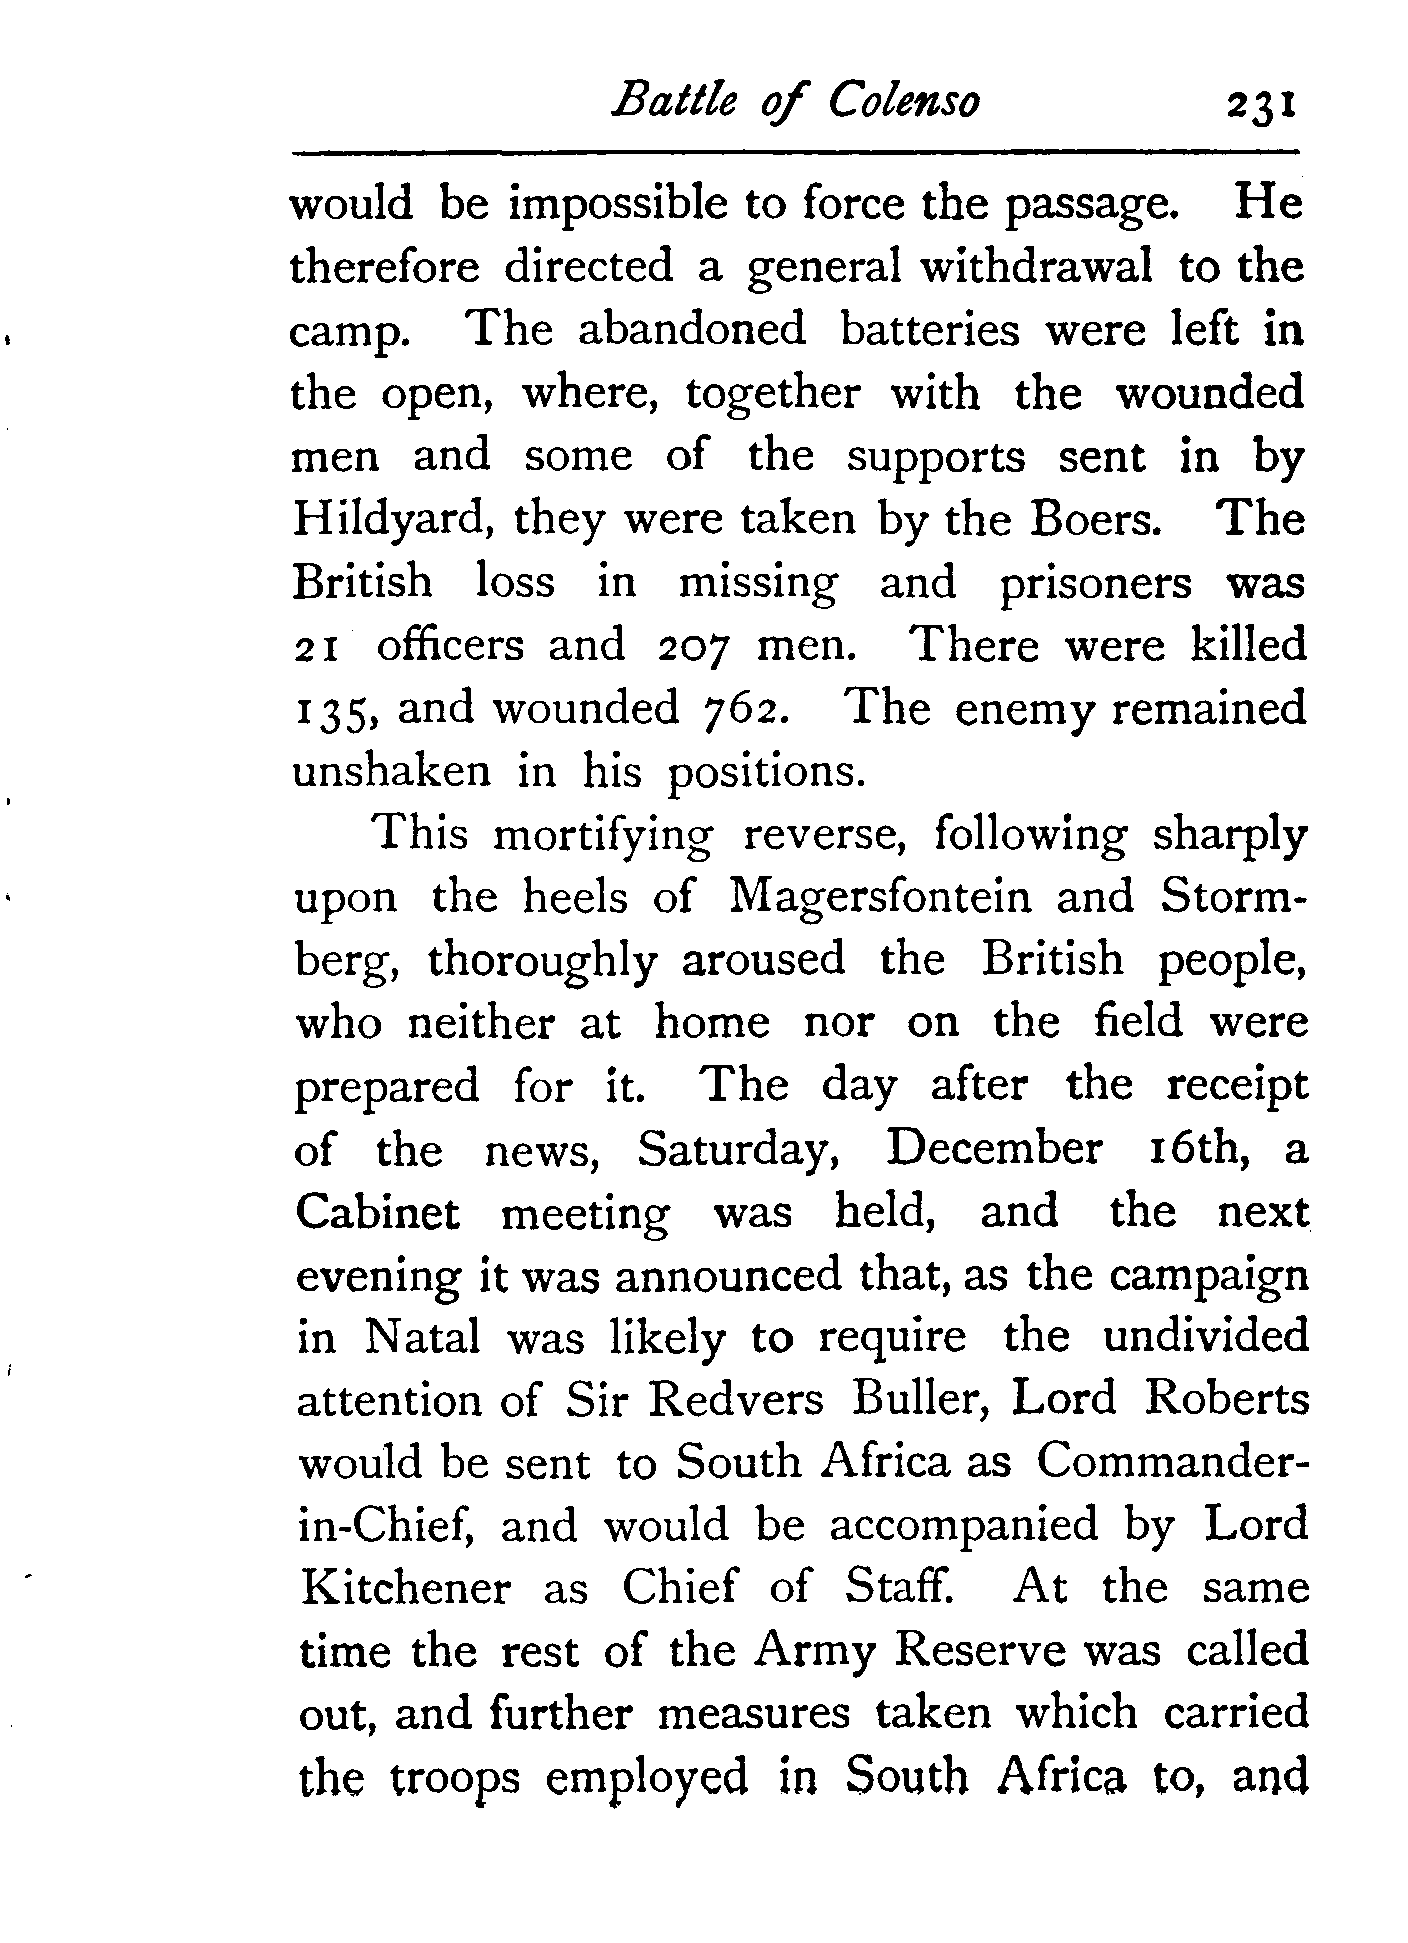 Battle of Colenso 231
would be impossible to force the passage. He
therefore directed a general withdrawal to the
camp. The abandoned batteries were left in
the open, where, together with the wounded
men and some of the supports sent in by
Hildyard, they were taken by the Boers. The
British loss in missing and prisoners was
21 officers and 207 men. There were killed
135, and wounded 762. The enemy remained
unshaken in his positions.
This mortifying reverse, following sharply
upon the heels of Magersfontein and Storm-
berg, thoroughly aroused the British people,
who neither at home nor on the field were
prepared for it. The day after the receipt
of the news, Saturday, December 16th, a
Cabinet meeting was held, and the next
evening it was announced that, as the campaign
in Natal was likely to require the undivided
attention of Sir Redvers Buller, Lord Roberts
would be sent to South Africa as Commander-
in-Chief, and would be accompanied by Lord
Kitchener as Chief of Staff. At the same
time the rest of the Army Reserve was called
out, and further measures taken which carried
the troops employed in South Africa to, and